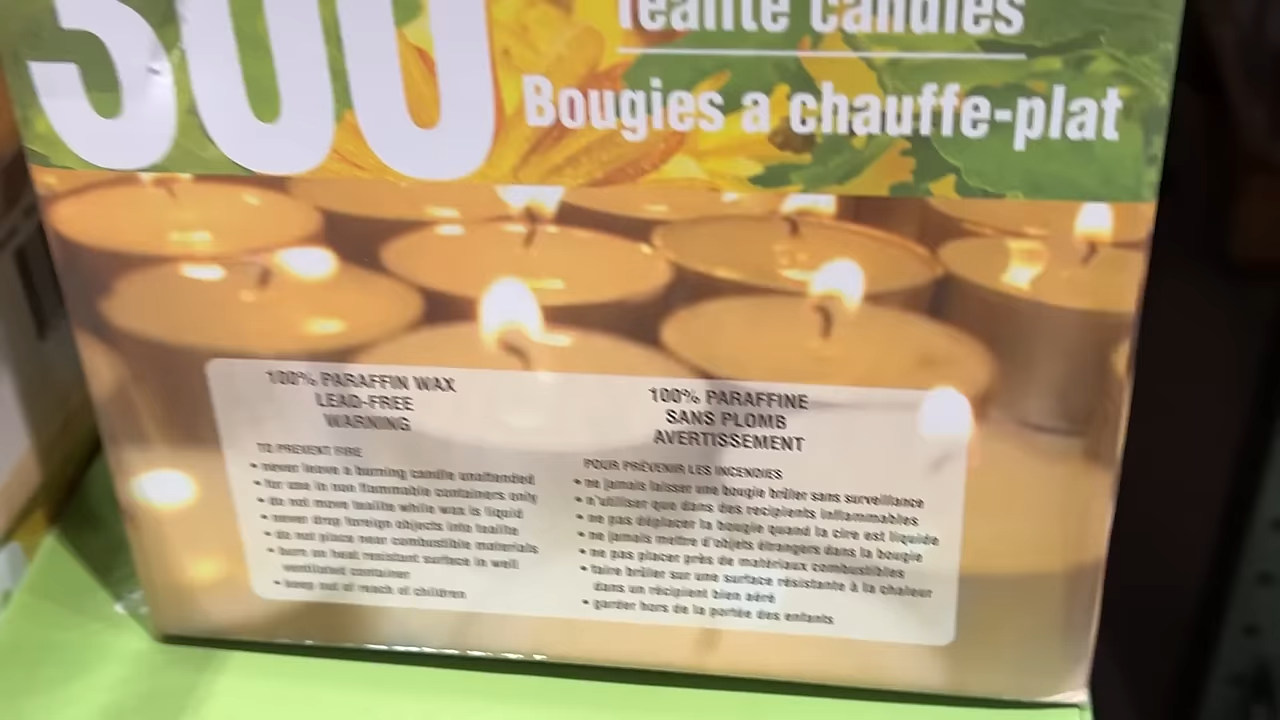 300
Tealite Candles
Bougies a chauffe-plat
100% PARAFFIN WAX
LEAD-FREE
WARNING
TO PREVENT FIRE
• never leave a burning candle unattended
• for use in non flammable containers only
• do not move tealite while wax is liquid
• never drop foreign objects into tealite
• do not place near combustible materials
• burn on heat resistant surface in well
ventilated container
• keep out of reach of children
100% PARAFFINE
SANS PLOMB
AVERTISSEMENT
POUR PRÉVENIR LES INCENDIES
• ne jamais laisser une bougie brûler sans surveillance
• n'utiliser que dans des recipients inflammables
• ne pas déplacer la bougie quand la cire est liquide
• ne jamais mettre d'objets étrangers dans la bougie
• ne pas placer près de matériaux combustibles
• faire brûler sur une surface résistante à la chaleur
dans un récipient bien aéré
• garder hors de la portée des enfants